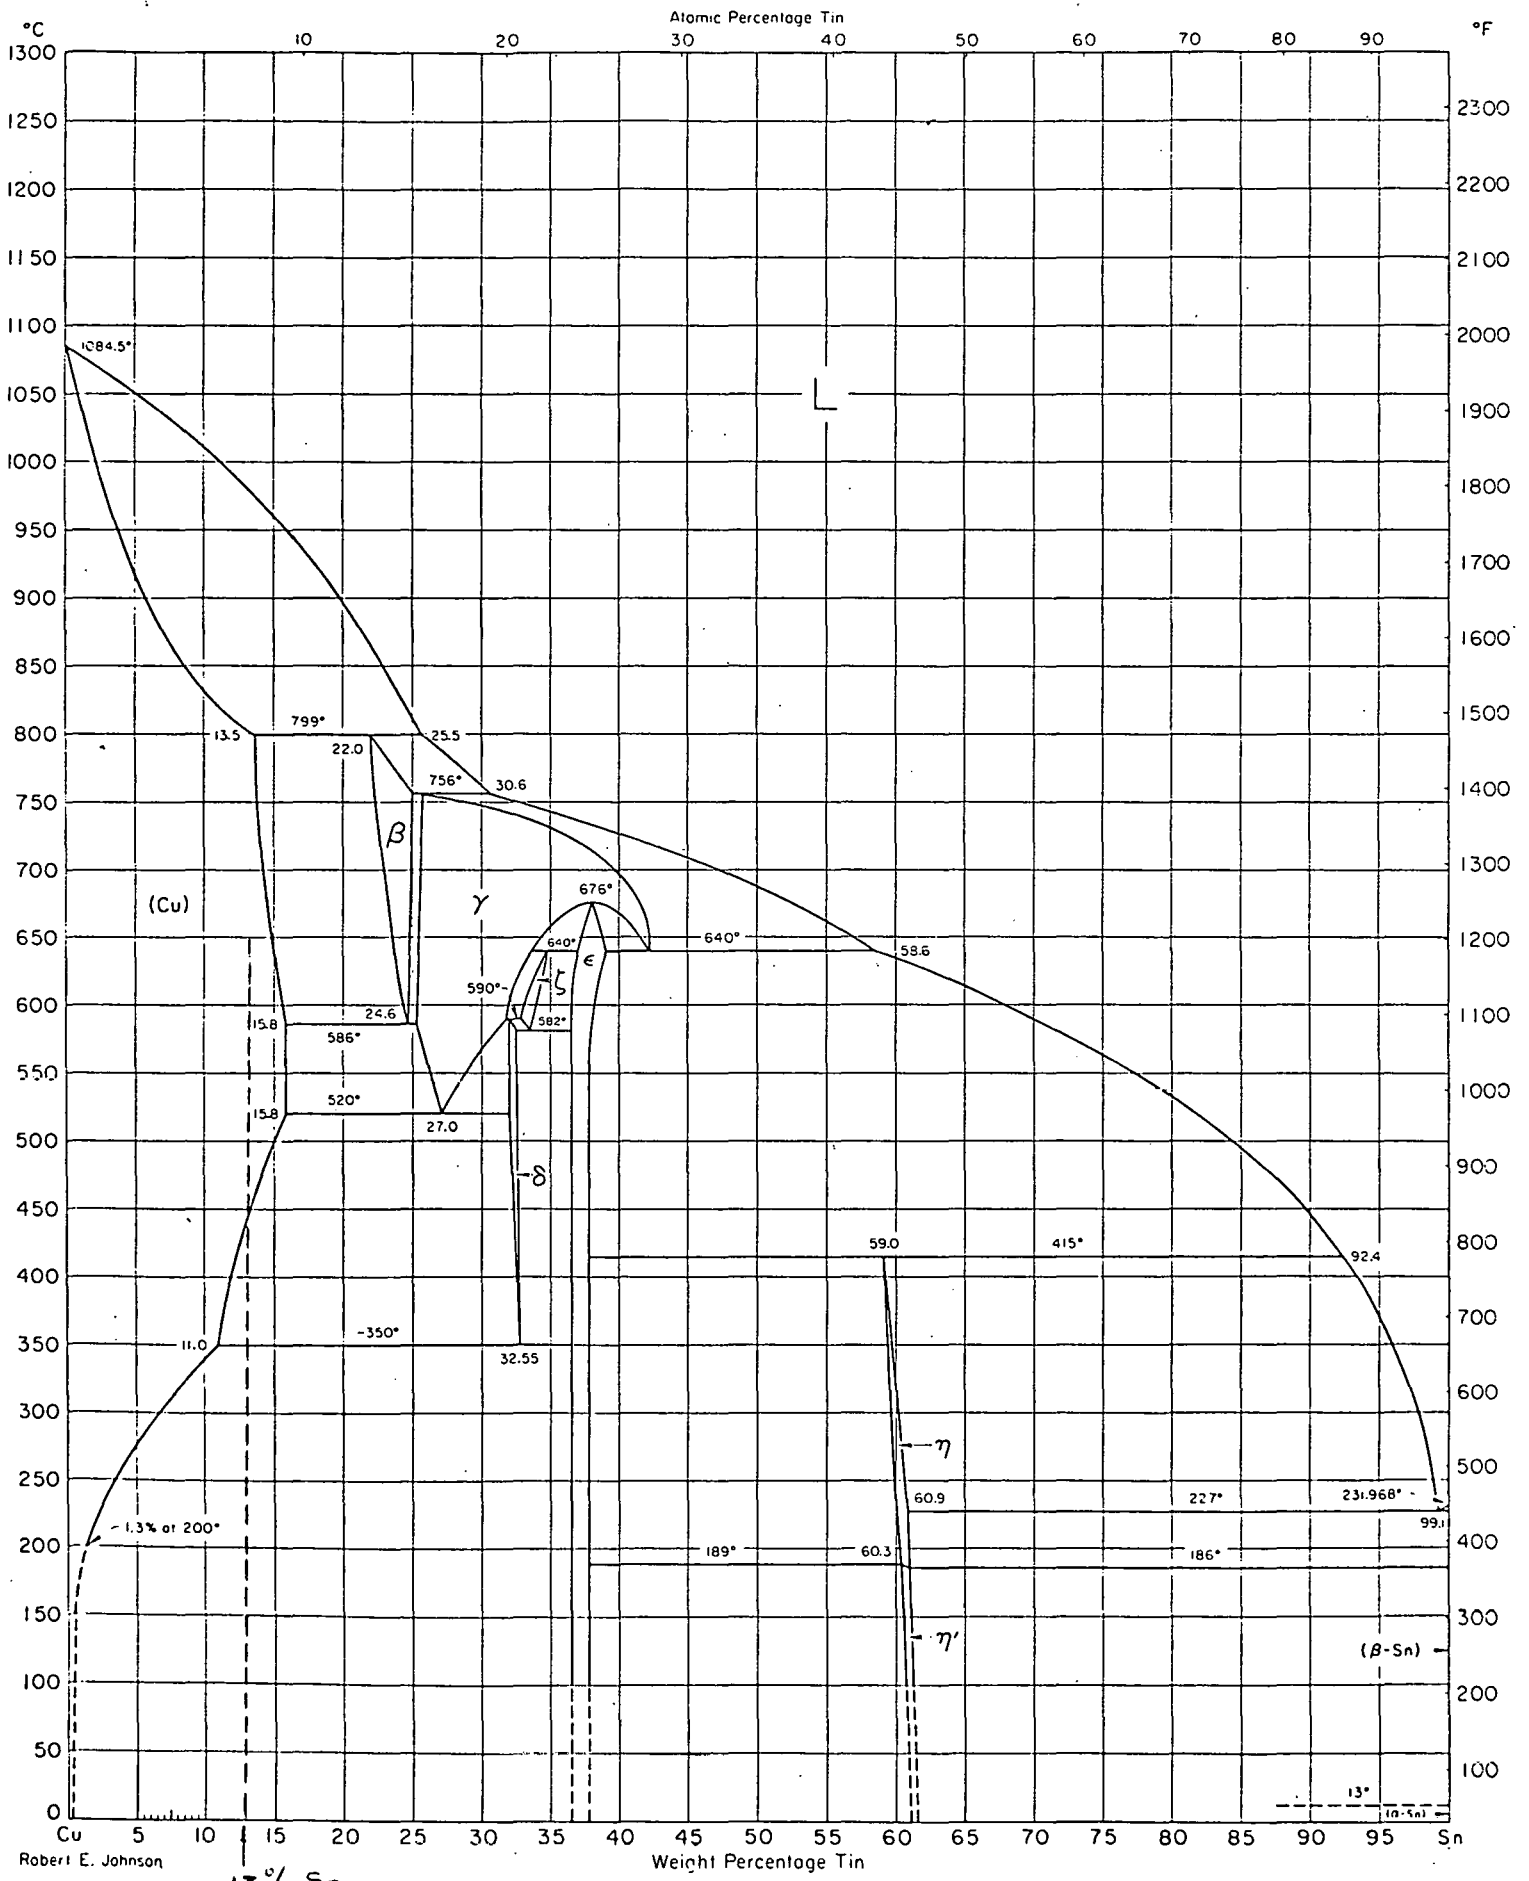 Atomic Percentage Tin
°C 10 20 30 40 50 60 70 80 90 °F
1300
2300
1250
1200 2200
1150 2100
1100 2000
1084.5°
1050 L 1900
1000 1800
950 1700
900
850 1600
800 13.5 799° 22.0 25.5 1500
756° 30.6 1400
750 β
700 1300
(Cu) γ 676°
650 640° 640° 58.6 1200
ε ζ
590°
600 24.6 582° 1100
15.8 586°
550 1000
15.8 520° 27.0
500 δ 900
450
59.0 415° 92.4 800
400
700
350 11.0 ~350° 32.55
300 600
η
250 500
60.9 227° 231.968°
99.1
1.3% at 200°
200 400
189° 60.3 186°
150 300
η'
(β-Sn)
100 200
50 100
13°
0 (α-Sn)
Cu 5 10 15 20 25 30 35 40 45 50 55 60 65 70 75 80 85 90 95 Sn
Robert E. Johnson Weight Percentage Tin